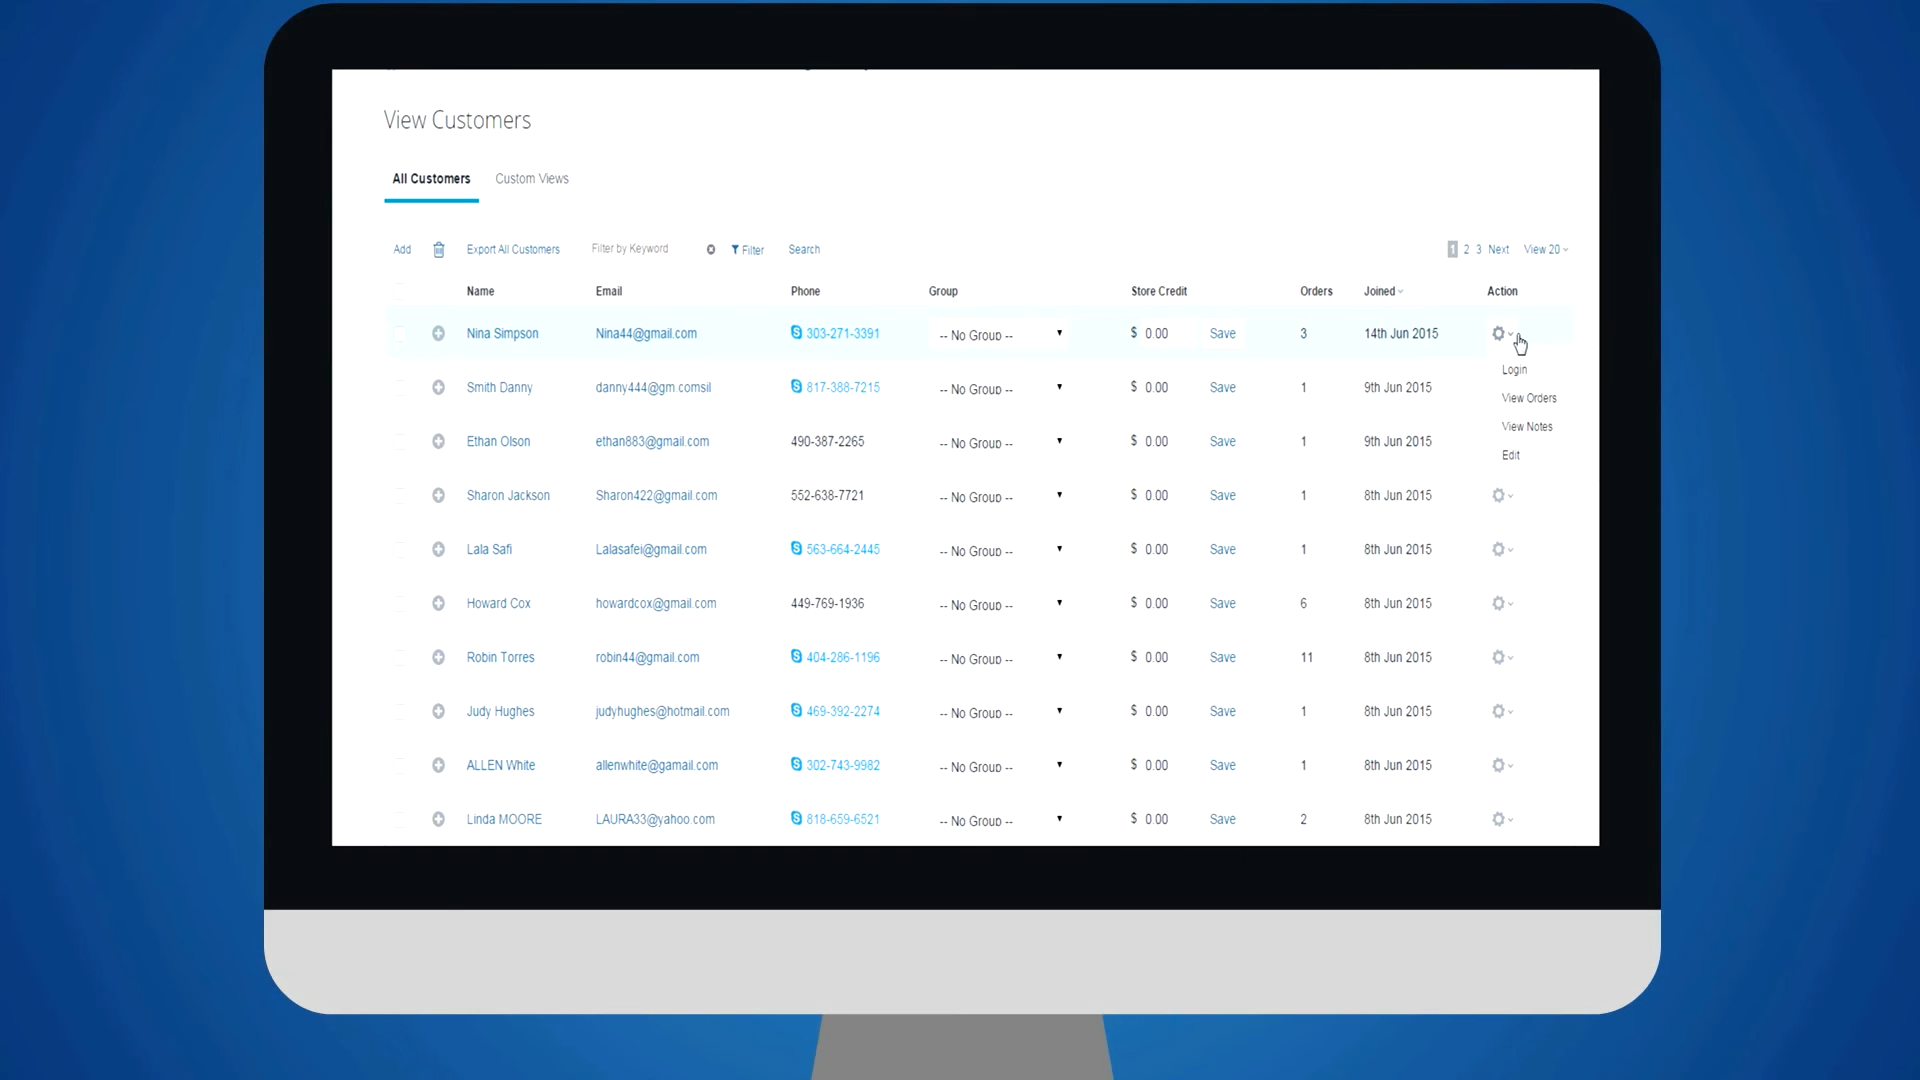 View Customers
All Customers Custom Views
Add Export All Customers Filter by Keyword Filter Search 1 2 3 Next View 20
Name Email Phone Group Store Credit Orders Joined Action
Nina Simpson Nina44@gmail.com 303-271-3391 -- No Group -- $ 0.00 Save 3 14th Jun 2015
Login
Smith Danny danny444@gm.comsil 817-388-7215 -- No Group -- $ 0.00 Save 1 9th Jun 2015
View Orders
View Notes
Ethan Olson ethan883@gmail.com 490-387-2265 -- No Group -- $ 0.00 Save 1 9th Jun 2015
Edit
Sharon Jackson Sharon422@gmail.com 552-638-7721 -- No Group -- $ 0.00 Save 1 8th Jun 2015
Lala Safi Lalasafei@gmail.com 563-664-2445 -- No Group -- $ 0.00 Save 1 8th Jun 2015
Howard Cox howardcox@gmail.com 449-769-1936 -- No Group -- $ 0.00 Save 6 8th Jun 2015
Robin Torres robin44@gmail.com 404-286-1196 -- No Group -- $ 0.00 Save 11 8th Jun 2015
Judy Hughes judyhughes@hotmail.com 469-392-2274 -- No Group -- $ 0.00 Save 1 8th Jun 2015
ALLEN White allenwhite@gamail.com 302-743-9982 -- No Group -- $ 0.00 Save 1 8th Jun 2015
Linda MOORE LAURA33@yahoo.com 818-659-6521 -- No Group -- $ 0.00 Save 2 8th Jun 2015